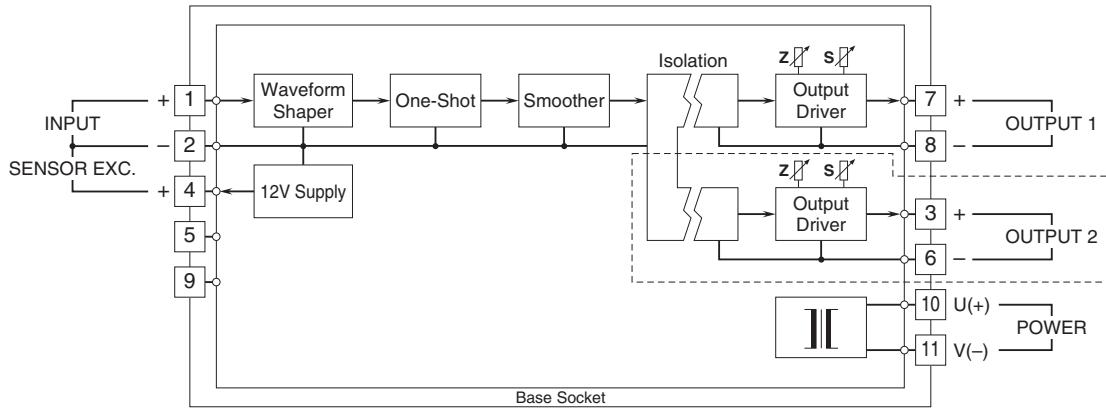 Isolation
Z S
+ 1 Waveform Shaper One-Shot Smoother Output Driver 7 +
INPUT OUTPUT 1
– 2 8 –
SENSOR EXC.
+ 4 12V Supply Z S
Output Driver 3 +
5 OUTPUT 2
6 –
9
10 U(+)
POWER
11 V(–)
Base Socket